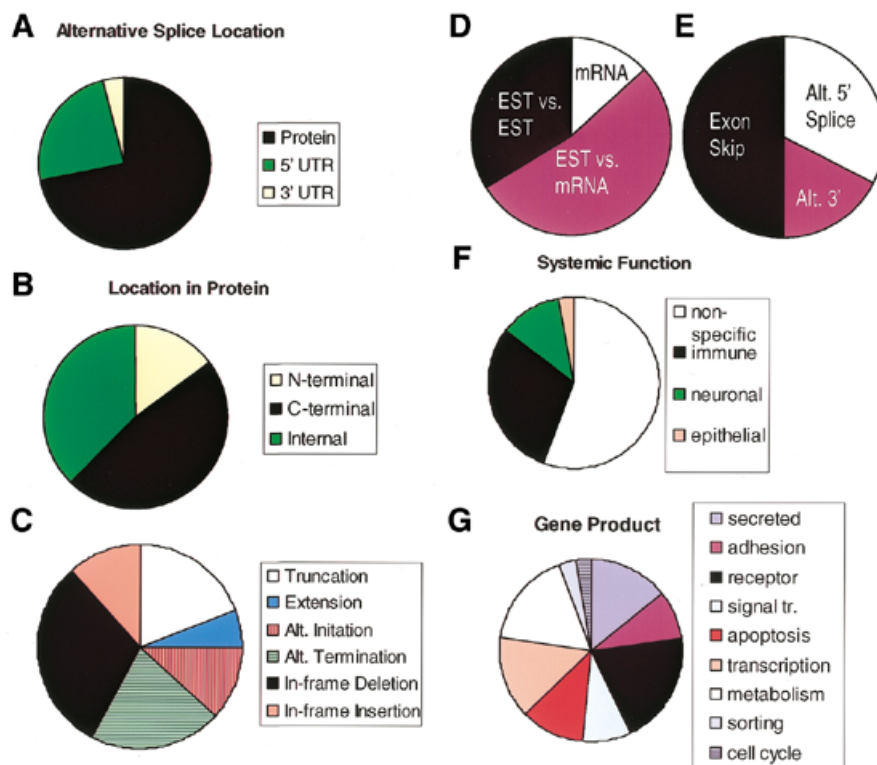 A
Alternative Splice Location
Protein
5' UTR
3' UTR
B
Location in Protein
N-terminal
C-terminal
Internal
C
Truncation
Extension
Alt. Initation
Alt. Termination
In-frame Deletion
In-frame Insertion
D
mRNA
EST vs.
EST
EST vs.
mRNA
E
Alt. 5'
Splice
Exon
Skip
Alt. 3'
F
Systemic Function
non-
specific
immune
neuronal
epithelial
G
Gene Product
secreted
adhesion
receptor
signal tr.
apoptosis
transcription
metabolism
sorting
cell cycle